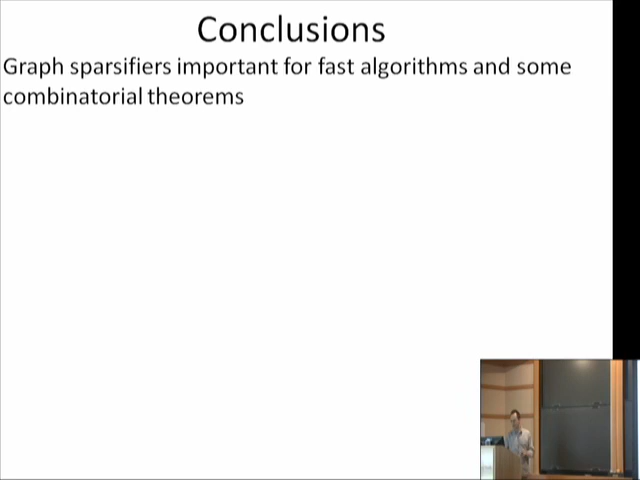 Conclusions
Graph sparsifiers important for fast algorithms and some
combinatorial theorems